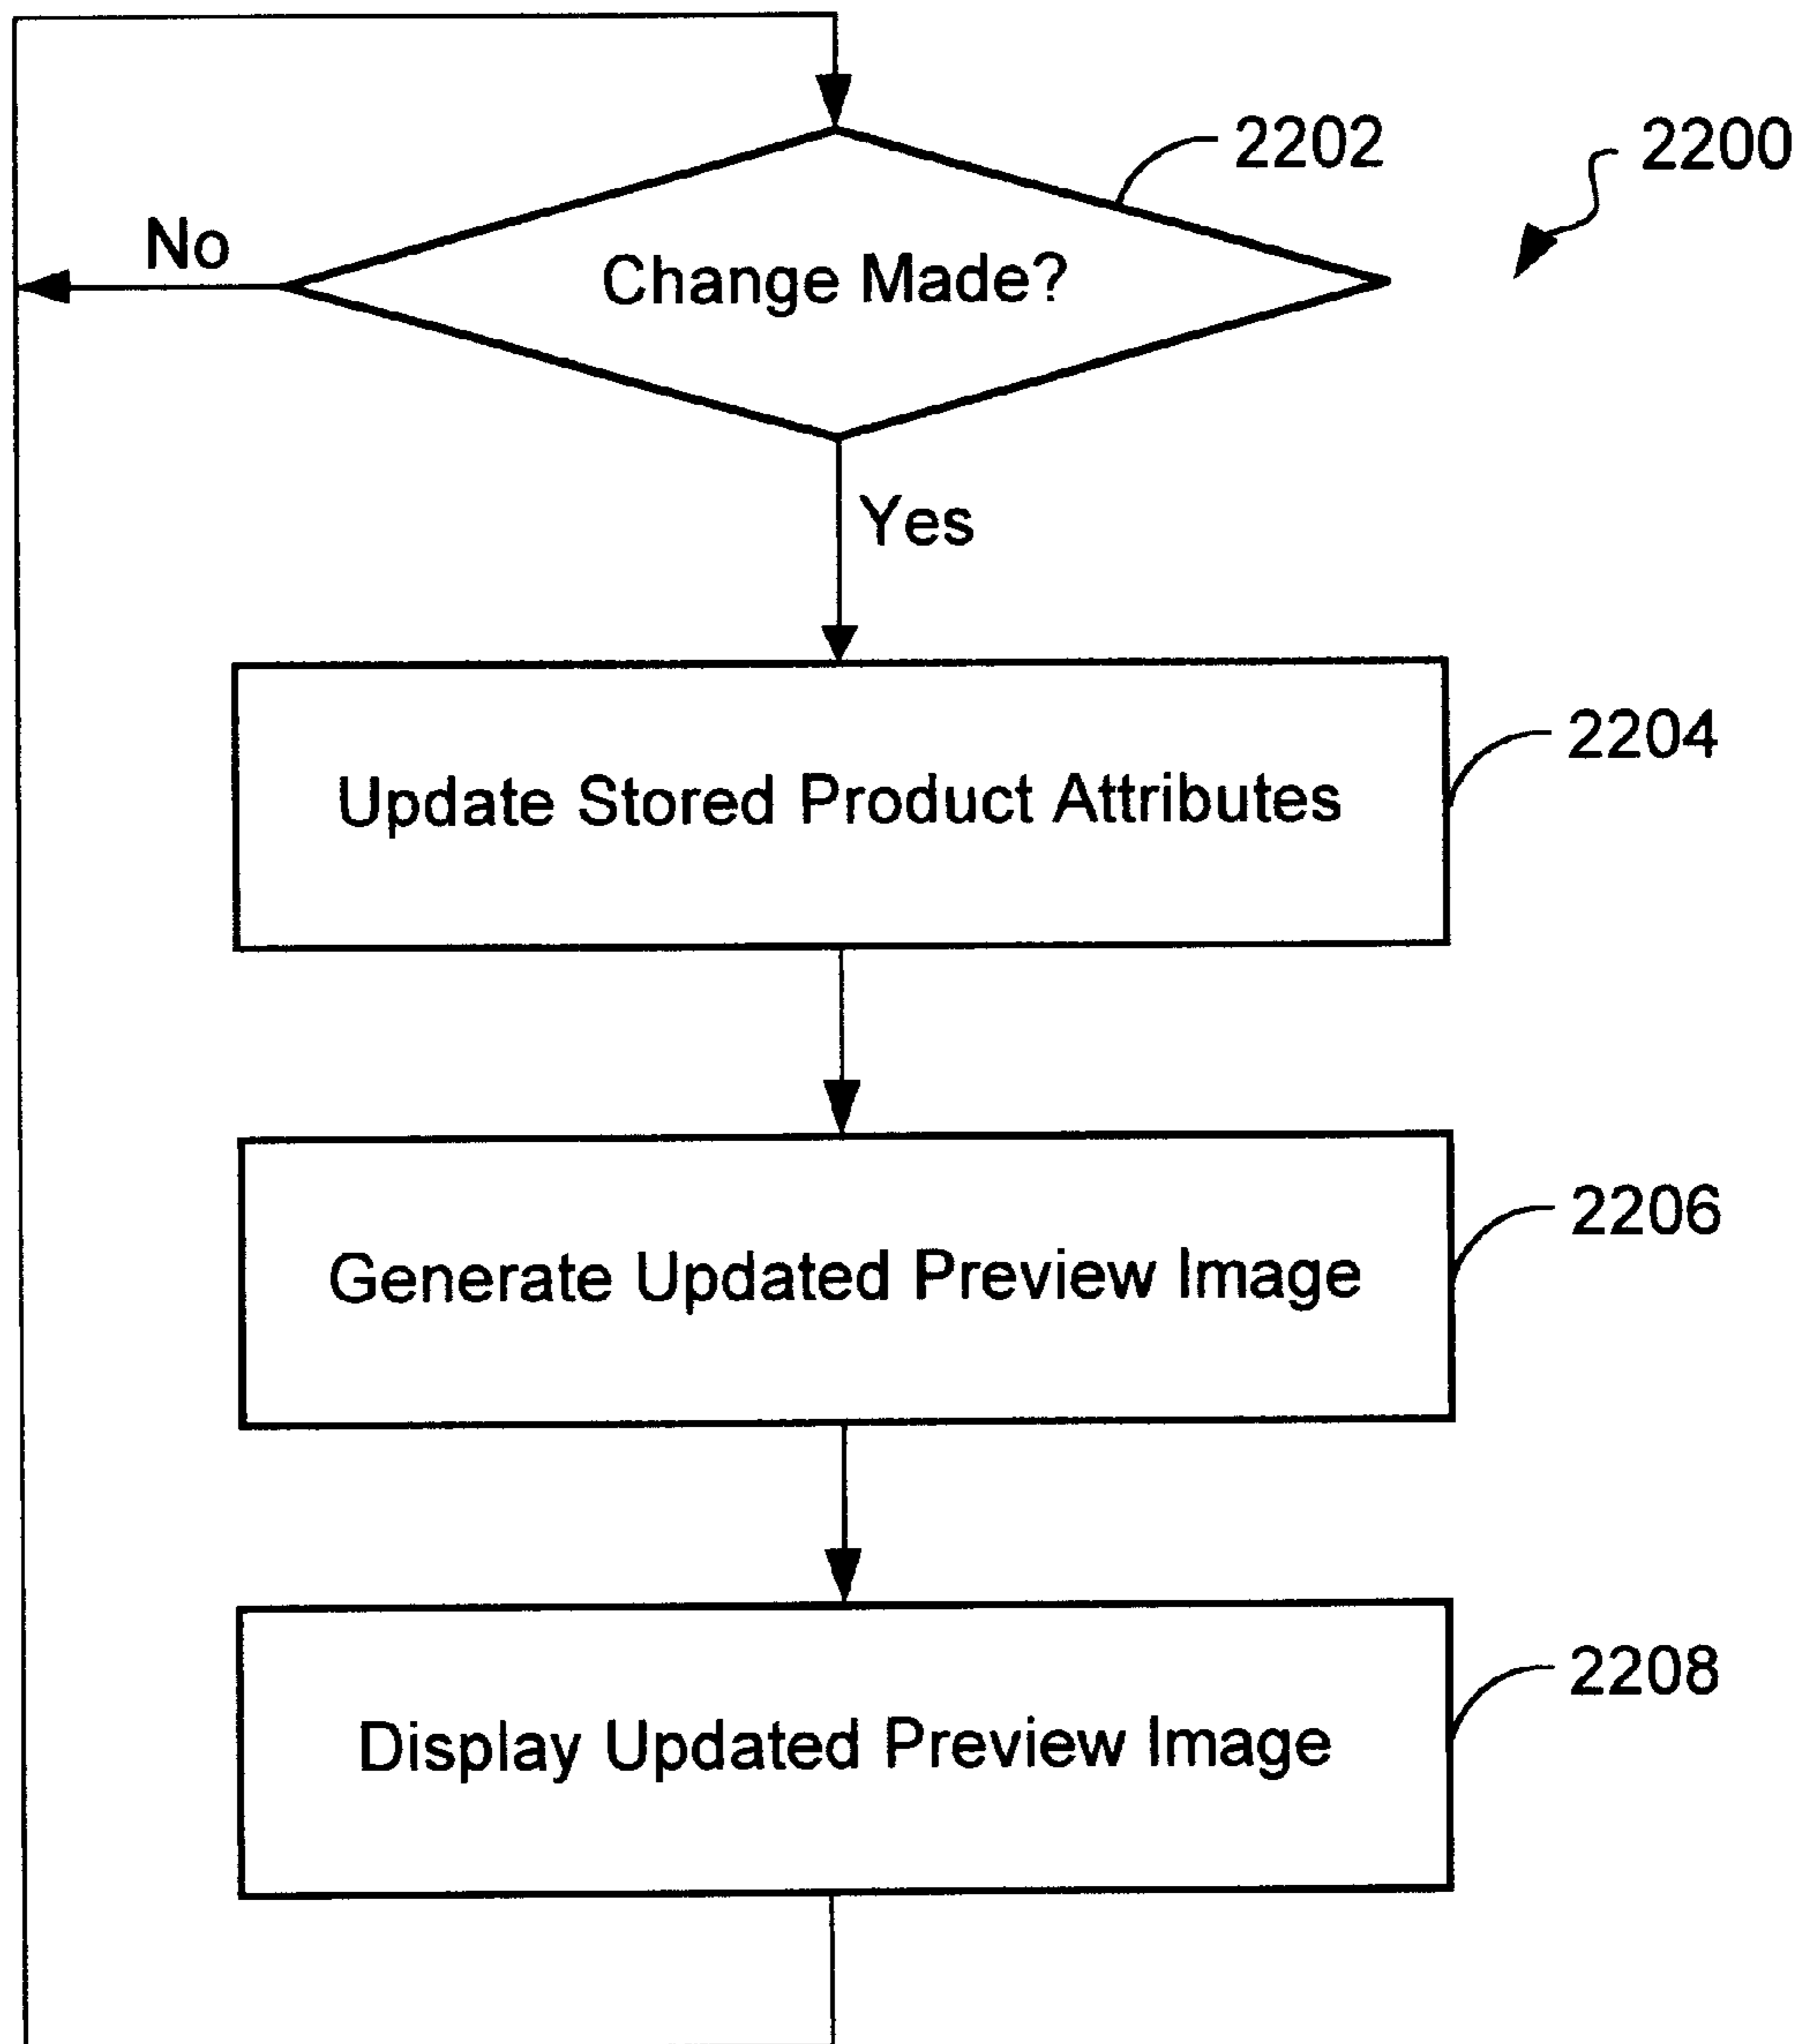 2202
2200
No
Change Made?
Yes
2204
Update Stored Product Attributes
2206
Generate Updated Preview Image
2208
Display Updated Preview Image